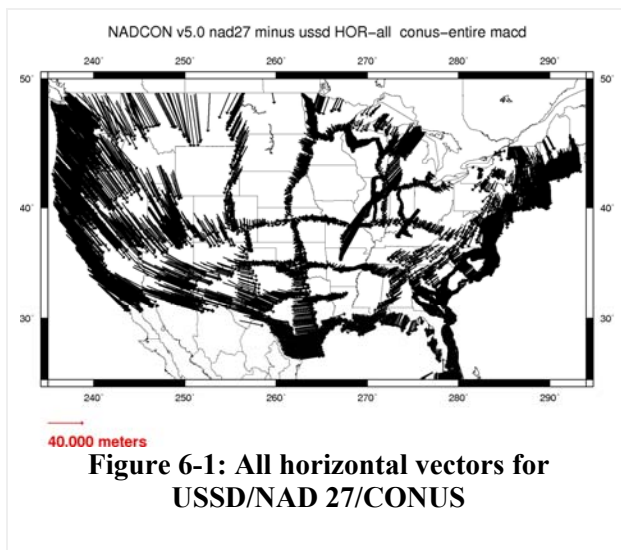 NADCON v5.0 nad27 minus ussd HOR-all conus-entire macd
240° 250° 260° 270° 280° 290°
50° 50°
40° 40°
30° 30°
240° 250° 260° 270° 280° 290°
40.000 meters
Figure 6-1: All horizontal vectors for
USSD/NAD 27/CONUS